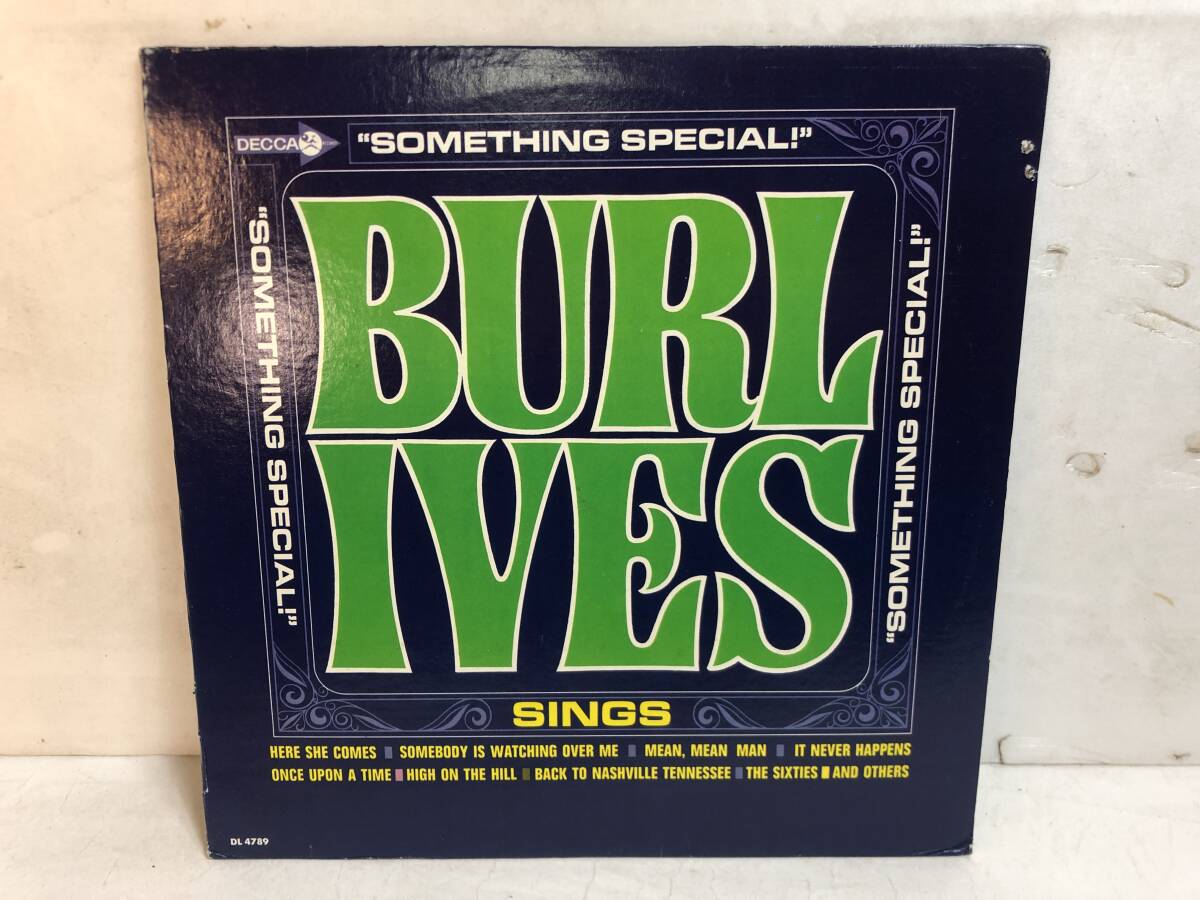 DECCA RECORDS
"SOMETHING SPECIAL!"
"SOMETHING SPECIAL!"
"SOMETHING SPECIAL!"
BURL
IVES
SINGS
HERE SHE COMES SOMEBODY IS WATCHING OVER ME MEAN, MEAN MAN IT NEVER HAPPENS
ONCE UPON A TIME HIGH ON THE HILL BACK TO NASHVILLE TENNESSEE THE SIXTIES AND OTHERS
DL 4789